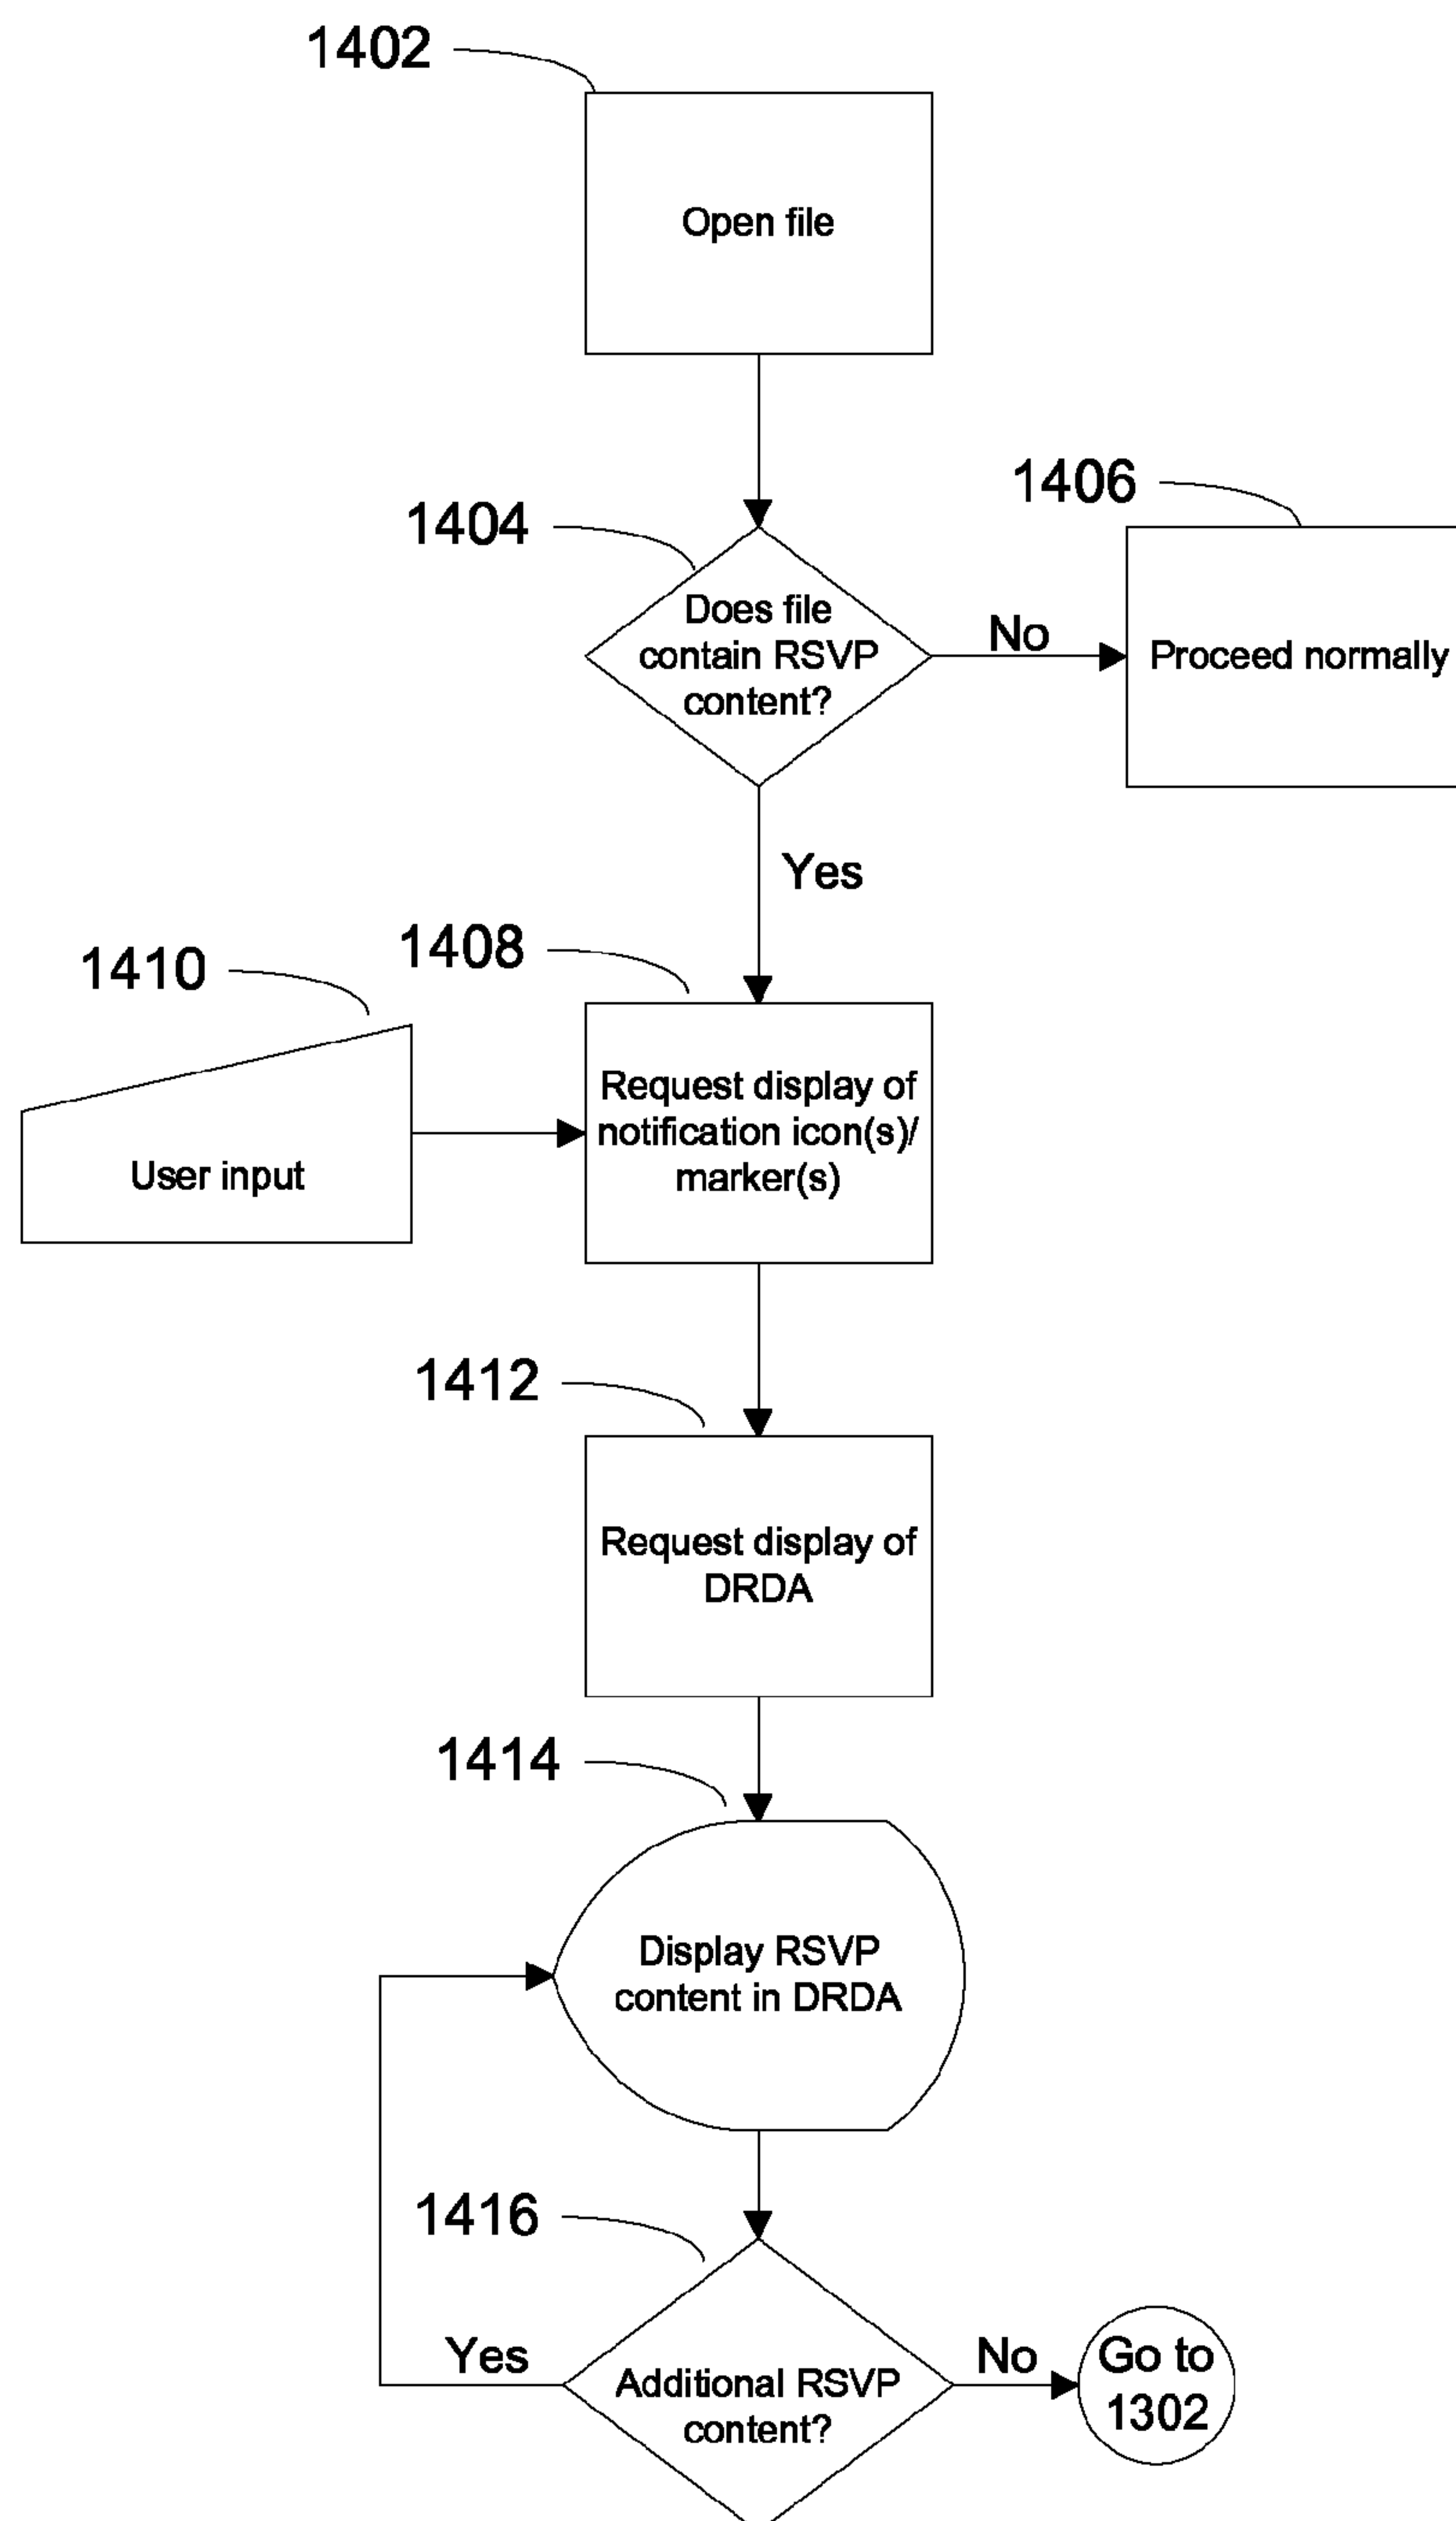 1402
Open file
1404
Does file
contain RSVP
content?
No
1406
Proceed normally
Yes
1408
1410
Request display of
notification icon(s)/
marker(s)
User input
1412
Request display of
DRDA
1414
Display RSVP
content in DRDA
1416
Yes
Additional RSVP
content?
No
Go to
1302